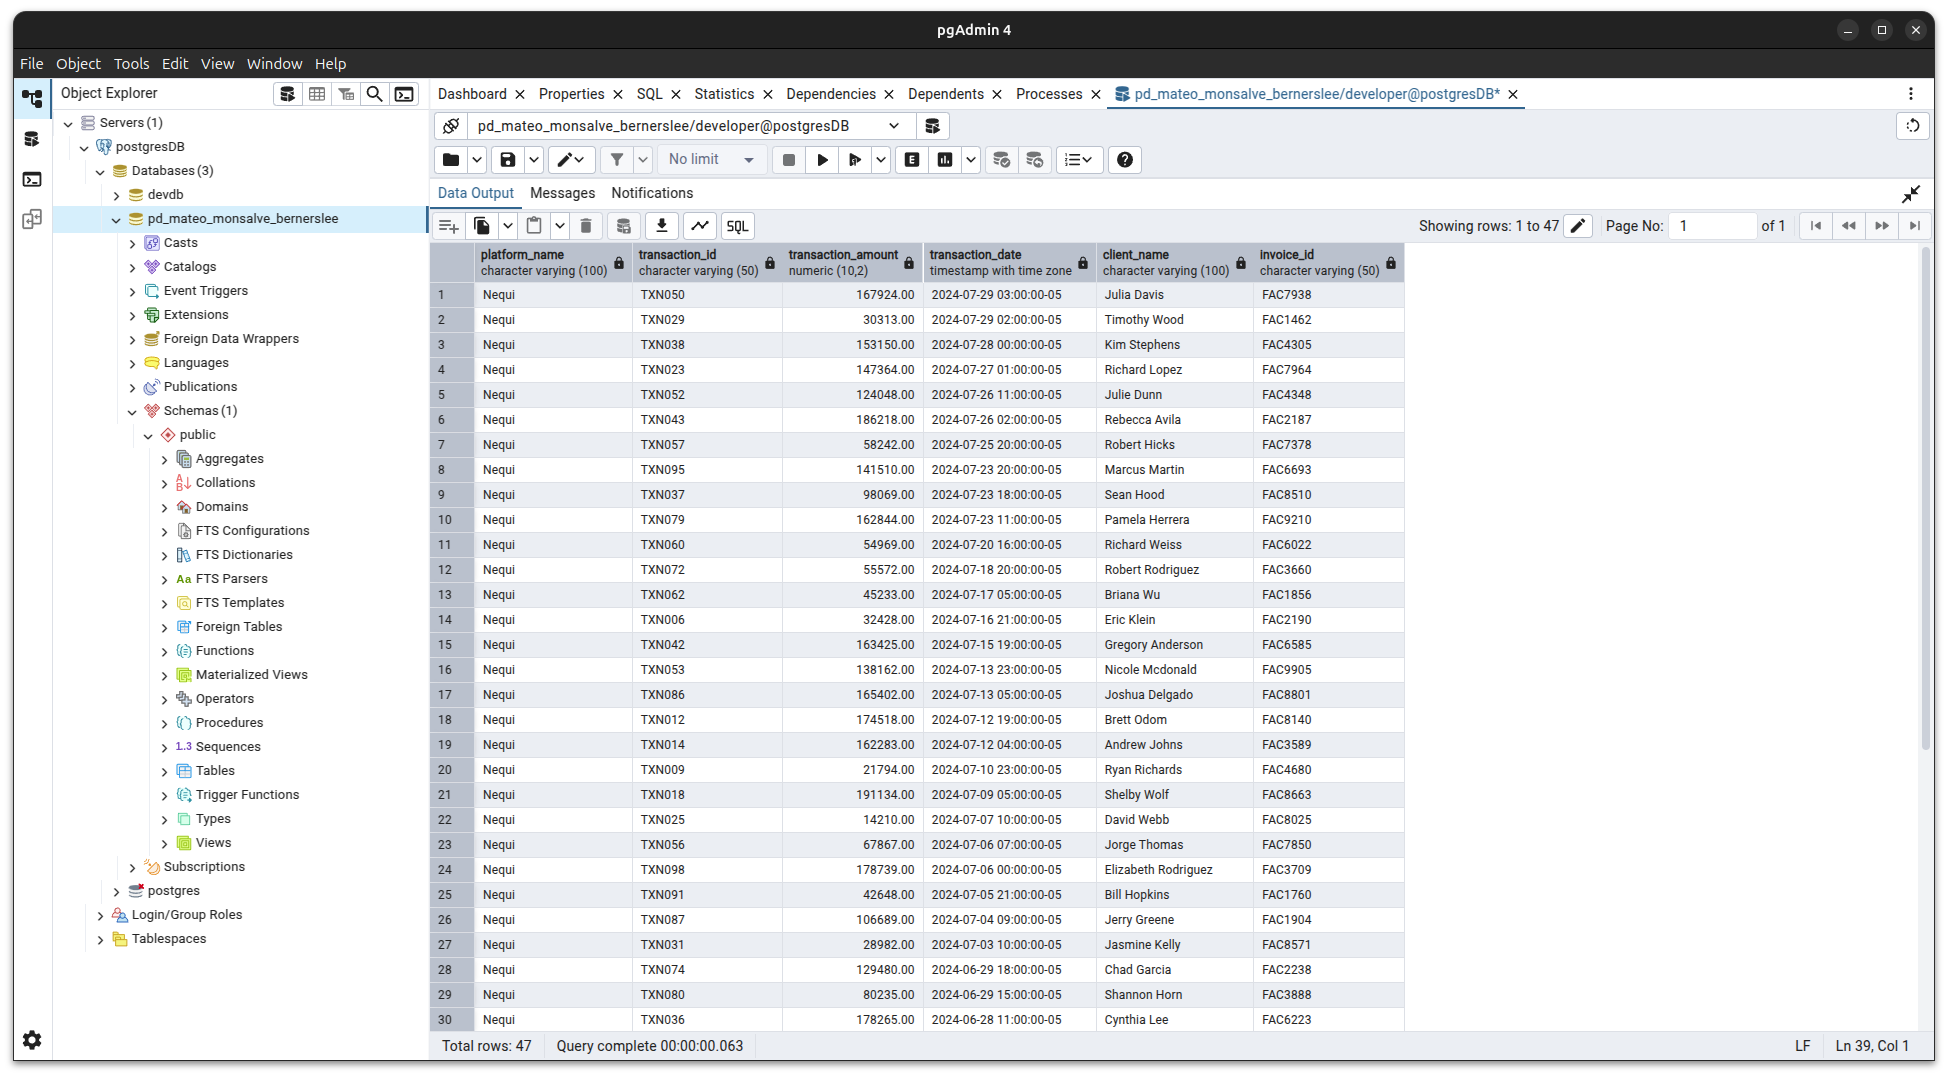 pgAdmin 4
File Object Tools Edit View Window Help
Object Explorer
Dashboard Properties SQL Statistics Dependencies Dependents Processes pd_mateo_monsalve_bernerslee/developer@postgresDB*
Servers (1)
postgresDB
Databases (3)
devdb
pd_mateo_monsalve_bernerslee
Casts
Catalogs
Event Triggers
Extensions
Foreign Data Wrappers
Languages
Publications
Schemas (1)
public
Aggregates
Collations
Domains
FTS Configurations
FTS Dictionaries
Aa FTS Parsers
FTS Templates
Foreign Tables
Functions
Materialized Views
Operators
Procedures
1..3 Sequences
Tables
Trigger Functions
Types
Views
Subscriptions
postgres
Login/Group Roles
Tablespaces
pd_mateo_monsalve_bernerslee/developer@postgresDB
No limit E
Data Output Messages Notifications
SQL Showing rows: 1 to 47 Page No: 1 of 1
platform_name transaction_id transaction_amount transaction_date client_name invoice_id
character varying (100) character varying (50) numeric (10,2) timestamp with time zone character varying (100) character varying (50)
1 Nequi TXN050 167924.00 2024-07-29 03:00:00-05 Julia Davis FAC7938
2 Nequi TXN029 30313.00 2024-07-29 02:00:00-05 Timothy Wood FAC1462
3 Nequi TXN038 153150.00 2024-07-28 00:00:00-05 Kim Stephens FAC4305
4 Nequi TXN023 147364.00 2024-07-27 01:00:00-05 Richard Lopez FAC7964
5 Nequi TXN052 124048.00 2024-07-26 11:00:00-05 Julie Dunn FAC4348
6 Nequi TXN043 186218.00 2024-07-26 02:00:00-05 Rebecca Avila FAC2187
7 Nequi TXN057 58242.00 2024-07-25 20:00:00-05 Robert Hicks FAC7378
8 Nequi TXN095 141510.00 2024-07-23 20:00:00-05 Marcus Martin FAC6693
9 Nequi TXN037 98069.00 2024-07-23 18:00:00-05 Sean Hood FAC8510
10 Nequi TXN079 162844.00 2024-07-23 11:00:00-05 Pamela Herrera FAC9210
11 Nequi TXN060 54969.00 2024-07-20 16:00:00-05 Richard Weiss FAC6022
12 Nequi TXN072 55572.00 2024-07-18 20:00:00-05 Robert Rodriguez FAC3660
13 Nequi TXN062 45233.00 2024-07-17 05:00:00-05 Briana Wu FAC1856
14 Nequi TXN006 32428.00 2024-07-16 21:00:00-05 Eric Klein FAC2190
15 Nequi TXN042 163425.00 2024-07-15 19:00:00-05 Gregory Anderson FAC6585
16 Nequi TXN053 138162.00 2024-07-13 23:00:00-05 Nicole Mcdonald FAC9905
17 Nequi TXN086 165402.00 2024-07-13 05:00:00-05 Joshua Delgado FAC8801
18 Nequi TXN012 174518.00 2024-07-12 19:00:00-05 Brett Odom FAC8140
19 Nequi TXN014 162283.00 2024-07-12 04:00:00-05 Andrew Johns FAC3589
20 Nequi TXN009 21794.00 2024-07-10 23:00:00-05 Ryan Richards FAC4680
21 Nequi TXN018 191134.00 2024-07-09 05:00:00-05 Shelby Wolf FAC8663
22 Nequi TXN025 14210.00 2024-07-07 10:00:00-05 David Webb FAC8025
23 Nequi TXN056 67867.00 2024-07-06 07:00:00-05 Jorge Thomas FAC7850
24 Nequi TXN098 178739.00 2024-07-06 00:00:00-05 Elizabeth Rodriguez FAC3709
25 Nequi TXN091 42648.00 2024-07-05 21:00:00-05 Bill Hopkins FAC1760
26 Nequi TXN087 106689.00 2024-07-04 09:00:00-05 Jerry Greene FAC1904
27 Nequi TXN031 28982.00 2024-07-03 10:00:00-05 Jasmine Kelly FAC8571
28 Nequi TXN074 129480.00 2024-06-29 18:00:00-05 Chad Garcia FAC2238
29 Nequi TXN080 80235.00 2024-06-29 15:00:00-05 Shannon Horn FAC3888
30 Nequi TXN036 178265.00 2024-06-28 11:00:00-05 Cynthia Lee FAC6223
Total rows: 47 Query complete 00:00:00.063 LF Ln 39, Col 1